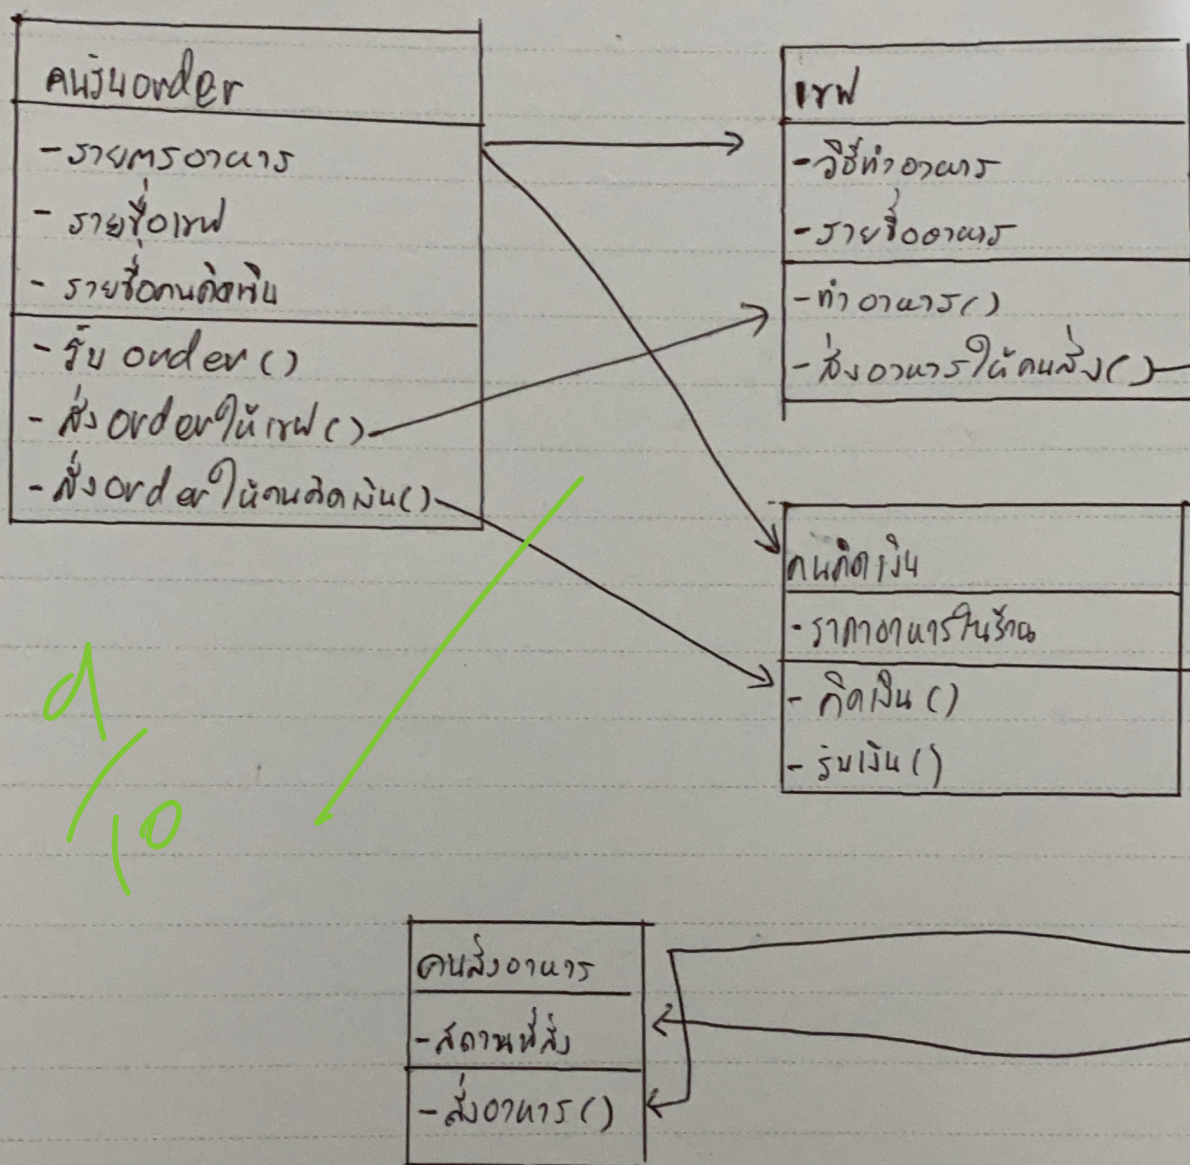 คนรับorder
- รายการอาหาร
- รายชื่อเชฟ
- รายชื่อคนคิดเงิน
- รับ order ()
- ส่ง orderให้เชฟ ()
- ส่ง order ให้คนคิดเงิน()
เชฟ
- วิธีทำอาหาร
- รายชื่ออาหาร
- ทำอาหาร()
- ส่งอาหารให้คนส่ง()
คนคิดเงิน
- ราคาอาหารในร้าน
- คิดเงิน ()
- รับเงิน ()
9/10
คนส่งอาหาร
- สถานที่ส่ง
- ส่งอาหาร()